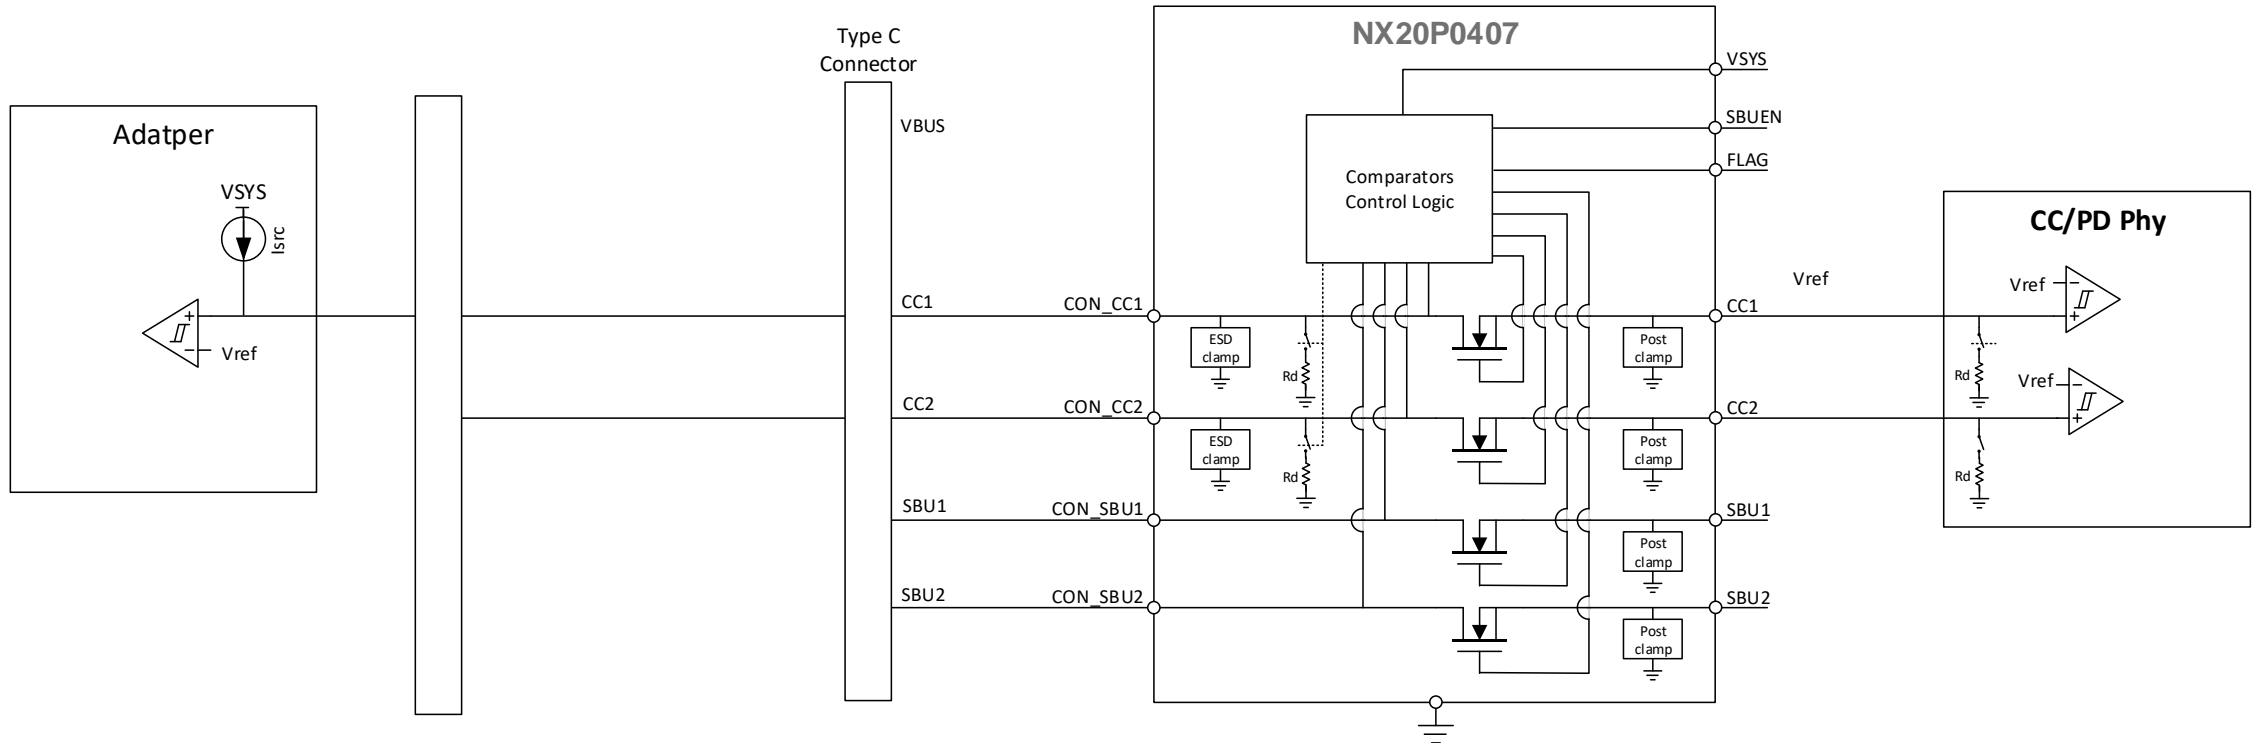 NX20P0407
Type C
Connector
VSYS
Adatper
VBUS
SBUEN
FLAG
Comparators
Control Logic
VSYS
Isrc
CC/PD Phy
Vref
Vref
CC1
CON_CC1
CC1
+
-
Vref
ESD
clamp
Rd
Post
clamp
-
+
Rd
Vref
-
+
CC2
CON_CC2
CC2
ESD
clamp
Rd
Post
clamp
Rd
SBU1
CON_SBU1
SBU1
Post
clamp
SBU2
CON_SBU2
SBU2
Post
clamp